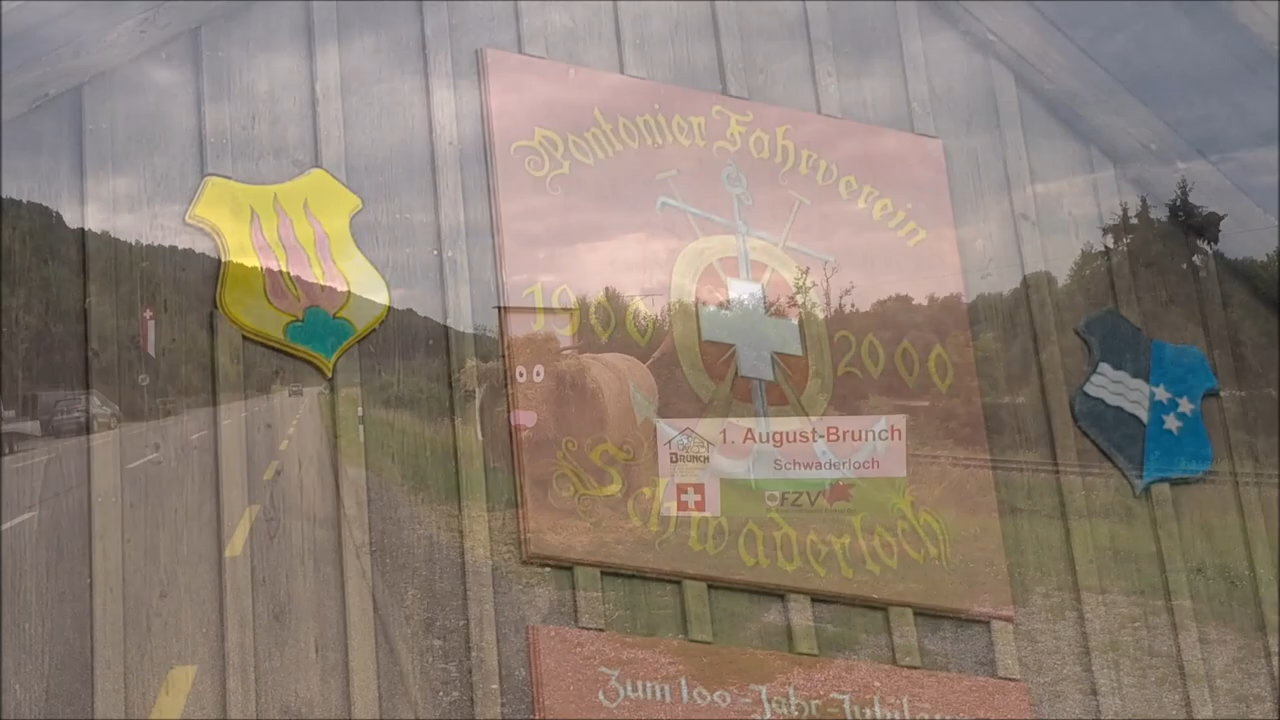 Pontonier Fahrverein
1900 2000
Schwaderloch
1. August-Brunch
BRUNCH
Schwaderloch
FZV
Zum 100-Jahr-Jubiläum